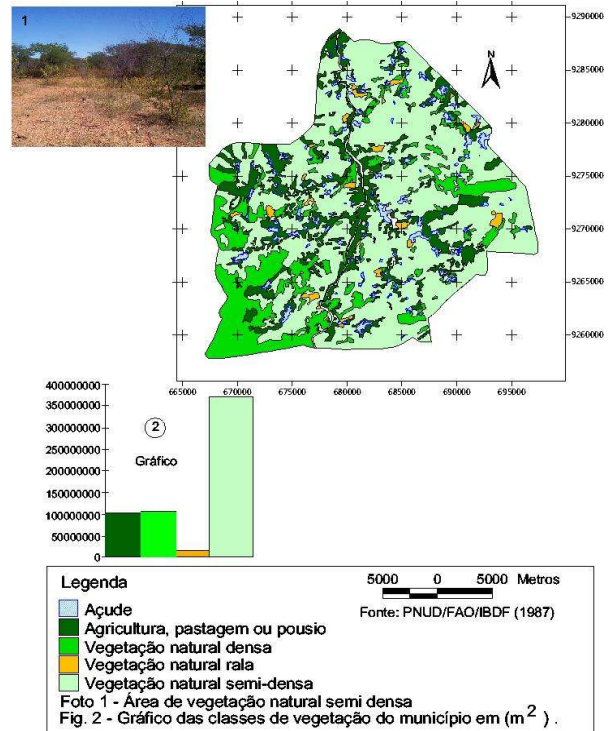 1
N
9290000
9285000
9280000
9275000
9270000
9265000
9260000
665000 670000 675000 680000 685000 690000 695000
400000000
350000000
300000000
250000000
200000000
150000000
100000000
50000000
0
2
Gráfico
Legenda
Açude
Agricultura, pastagem ou pousio
Vegetação natural densa
Vegetação natural rala
Vegetação natural semi-densa
5000 0 5000 Metros
Fonte: PNUD/FAO/IBDF (1987)
Foto 1 - Área de vegetação natural semi densa
Fig. 2 - Gráfico das classes de vegetação do município em (m²) .